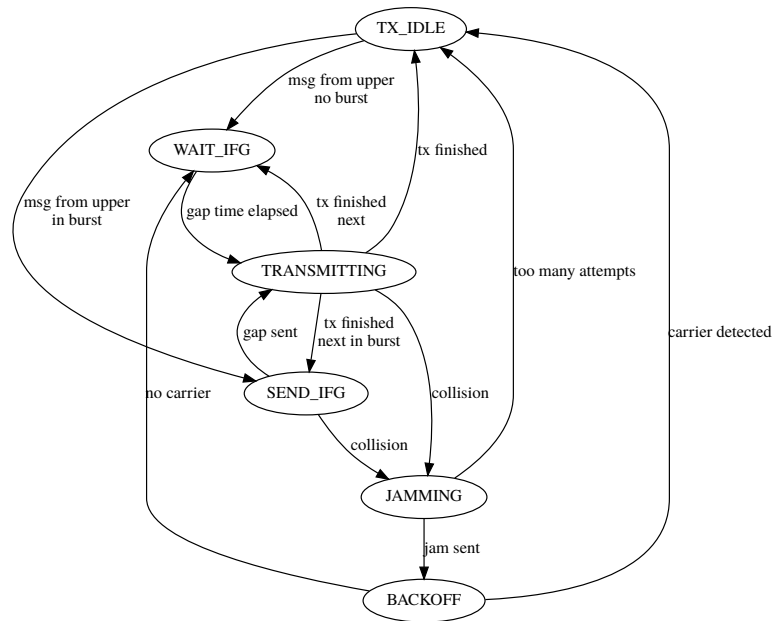 TX_IDLE
msg from upper
no burst
WAIT_IFG
tx finished
msg from upper
in burst
gap time elapsed
tx finished
next
TRANSMITTING
too many attempts
gap sent
tx finished
next in burst
carrier detected
SEND_IFG
no carrier
collision
collision
JAMMING
jam sent
BACKOFF